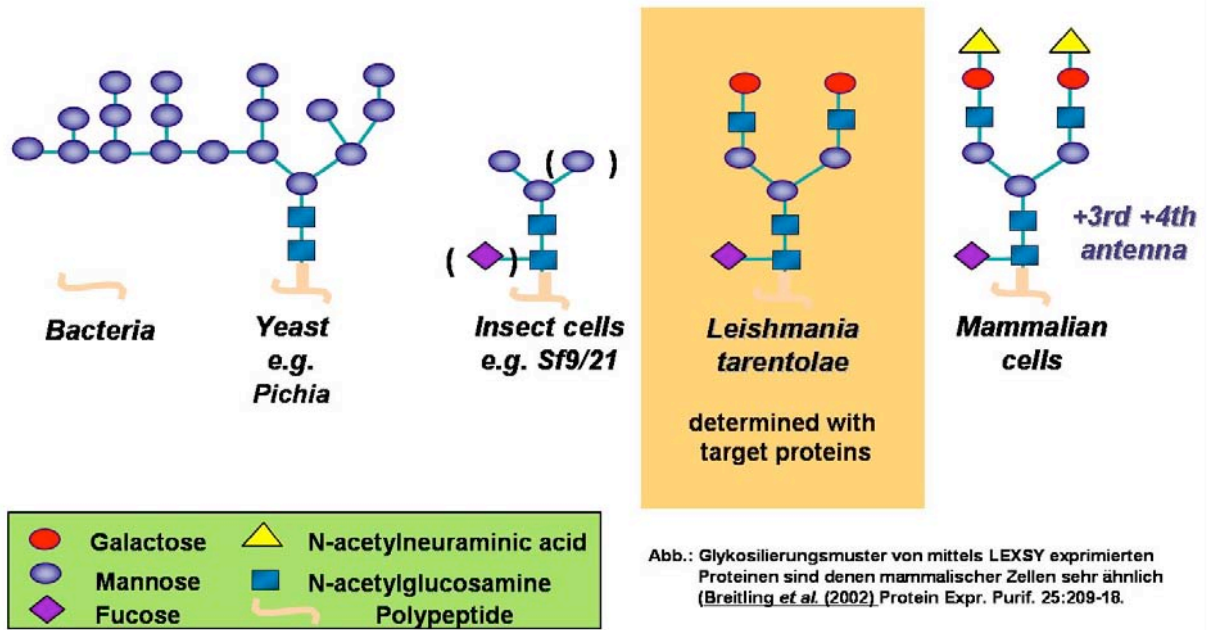 +3rd +4th
antenna
( )
( )
Bacteria
Yeast
e.g.
Pichia
Insect cells
e.g. Sf9/21
Leishmania
tarentolae
determined with
target proteins
Mammalian
cells
Galactose
N-acetylneuraminic acid
Mannose
N-acetylglucosamine
Fucose
Polypeptide
Abb.: Glykosilierungsmuster von mittels LEXSY exprimierten
Proteinen sind denen mammalischer Zellen sehr ähnlich
(Breitling et al. (2002) Protein Expr. Purif. 25:209-18.